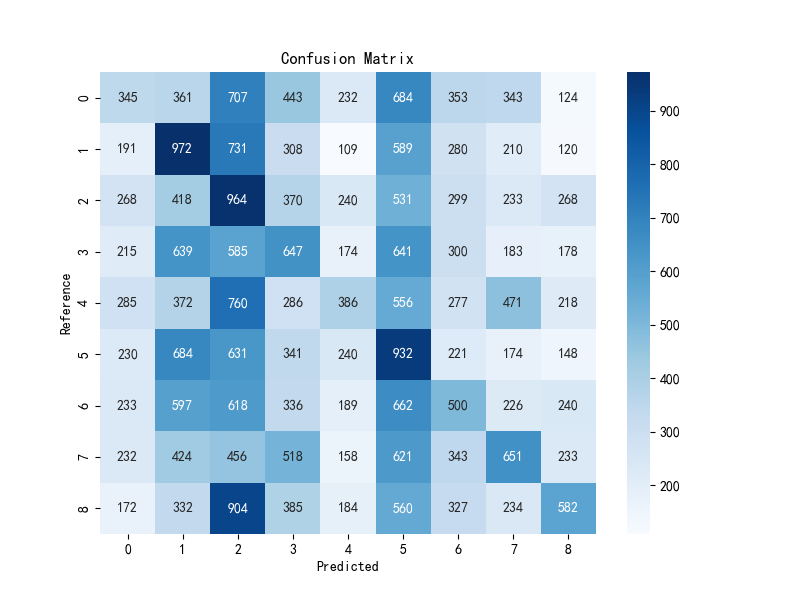 Confusion Matrix
0 345 361 707 443 232 684 353 343 124
1 191 972 731 308 109 589 280 210 120
2 268 418 964 370 240 531 299 233 268
3 215 639 585 647 174 641 300 183 178
4 285 372 760 286 386 556 277 471 218
5 230 684 631 341 240 932 221 174 148
6 233 597 618 336 189 662 500 226 240
7 232 424 456 518 158 621 343 651 233
8 172 332 904 385 184 560 327 234 582
0 1 2 3 4 5 6 7 8
Predicted
Reference
900
800
700
600
500
400
300
200